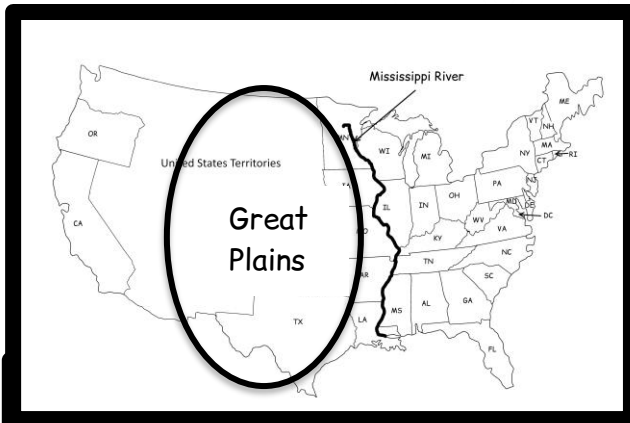 Mississippi River
ME
VT
NH
OR
MN
WI
MA
NY
CT
RI
MI
United States Territories
PA
NJ
OH
IL
IN
MD
DE
DC
WV
CA
Great
VA
KY
Plains
NC
TN
AR
SC
MS
AL
GA
TX
LA
FL